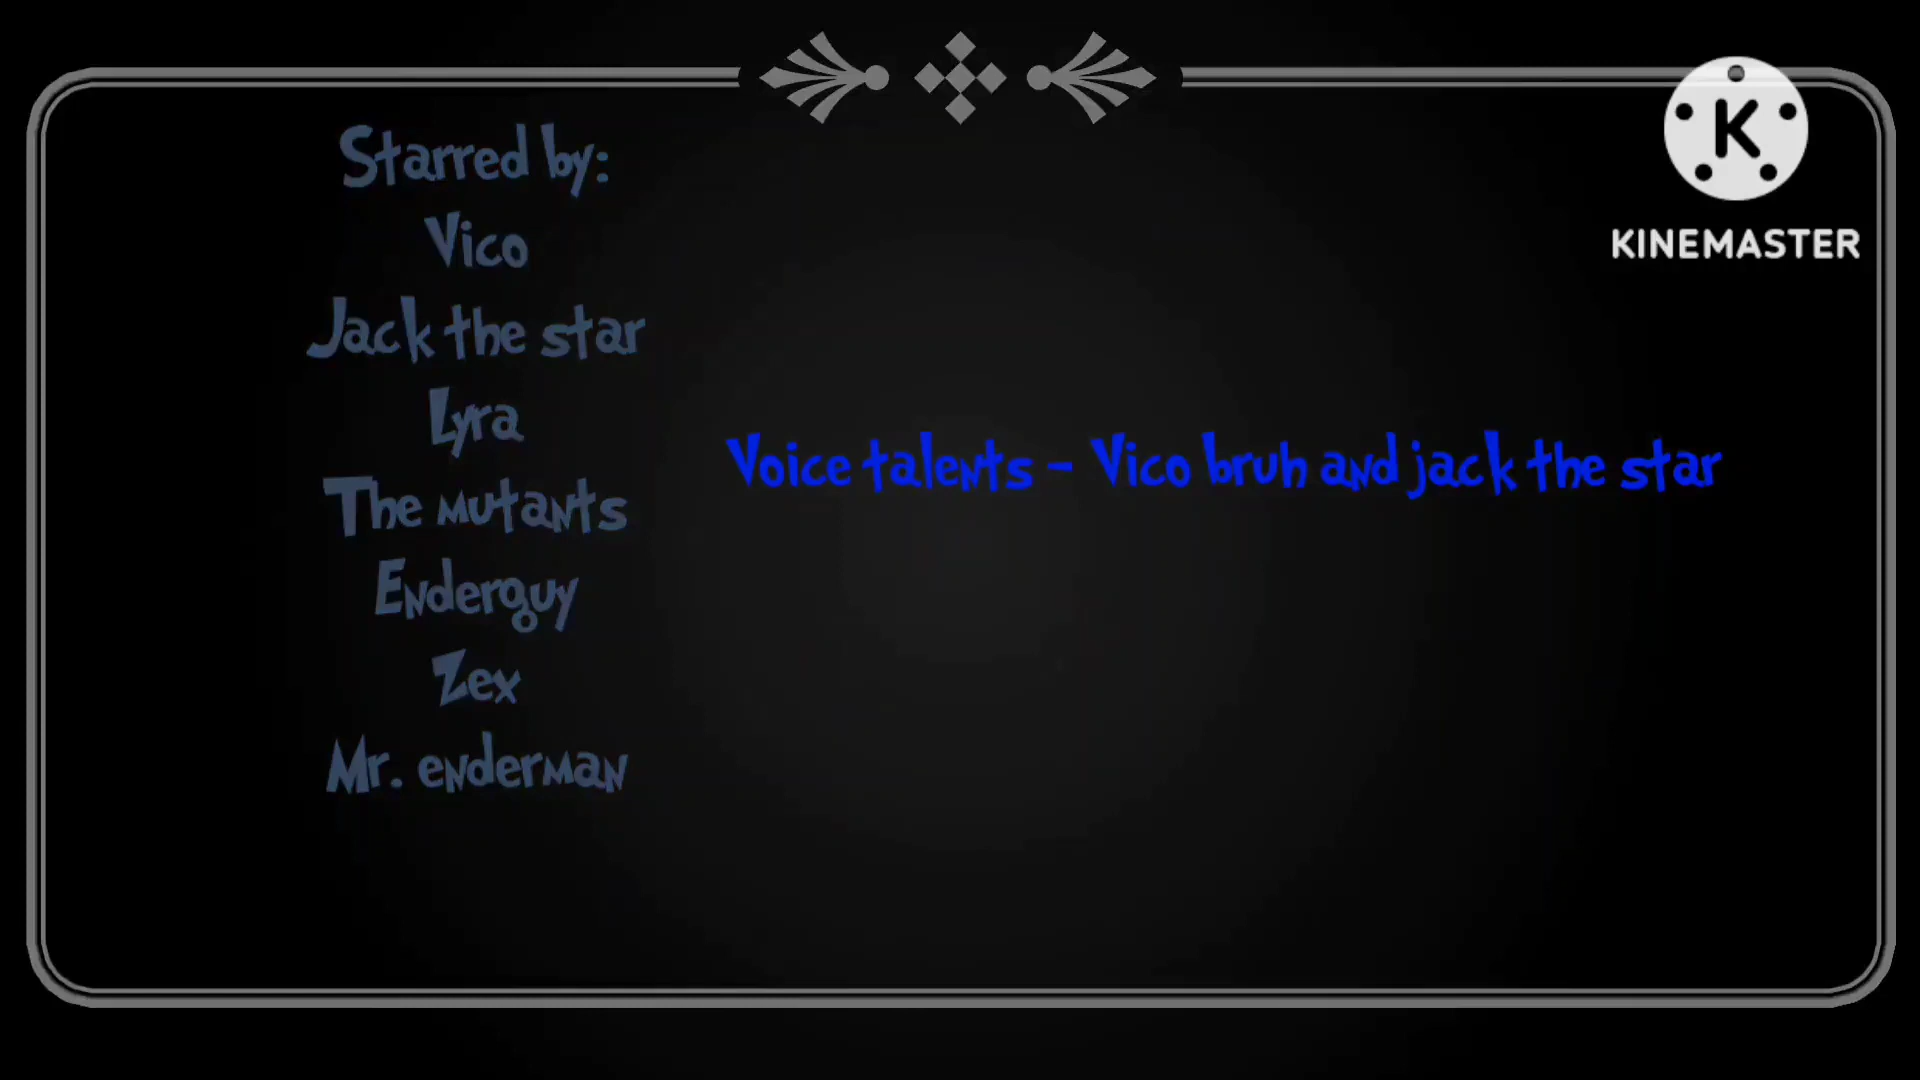 Starred by:
Vico
Jack the star
Lyra
The mutants
Enderguy
Zex
Mr. enderman
Voice talents - Vico bruh and jack the star
K
KINEMASTER